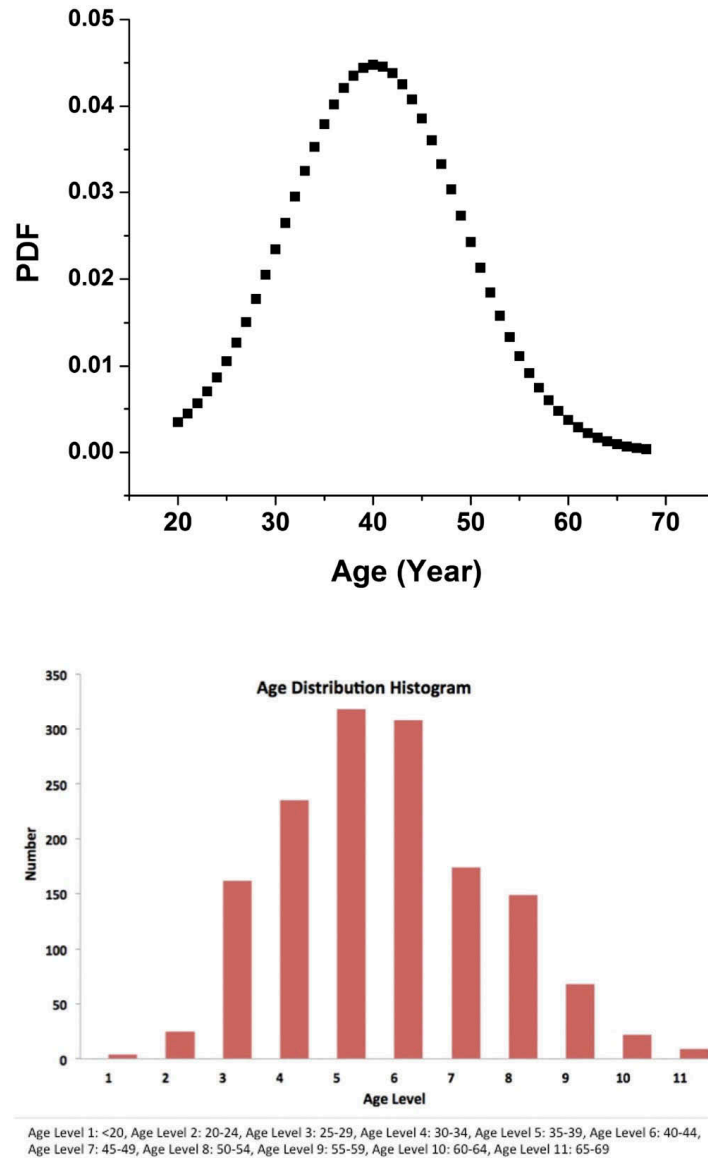 0.05
0.04
0.03
0.02
0.01
0.00
PDF
20 30 40 50 60 70
Age (Year)
Age Distribution Histogram
350
300
250
200
150
100
50
0
Number
1 2 3 4 5 6 7 8 9 10 11
Age Level
Age Level 1: <20, Age Level 2: 20-24, Age Level 3: 25-29, Age Level 4: 30-34, Age Level 5: 35-39, Age Level 6: 40-44,
Age Level 7: 45-49, Age Level 8: 50-54, Age Level 9: 55-59, Age Level 10: 60-64, Age Level 11: 65-69